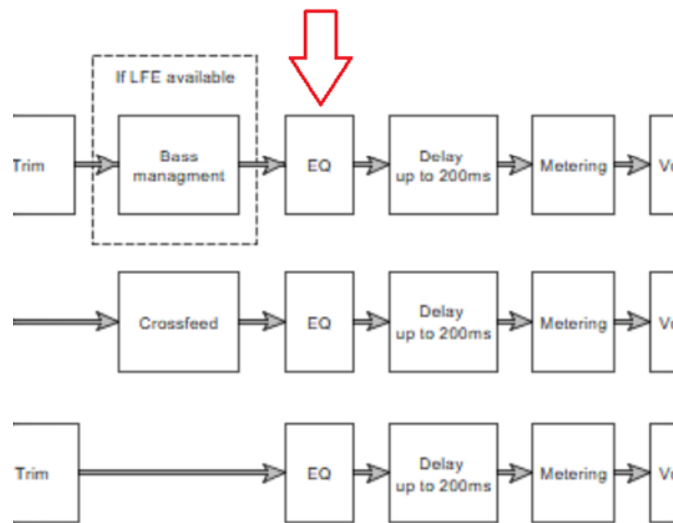 If LFE available
Trim
Bass
managment
EQ
Delay
up to 200ms
Metering
Crossfeed
EQ
Delay
up to 200ms
Metering
Trim
EQ
Delay
up to 200ms
Metering